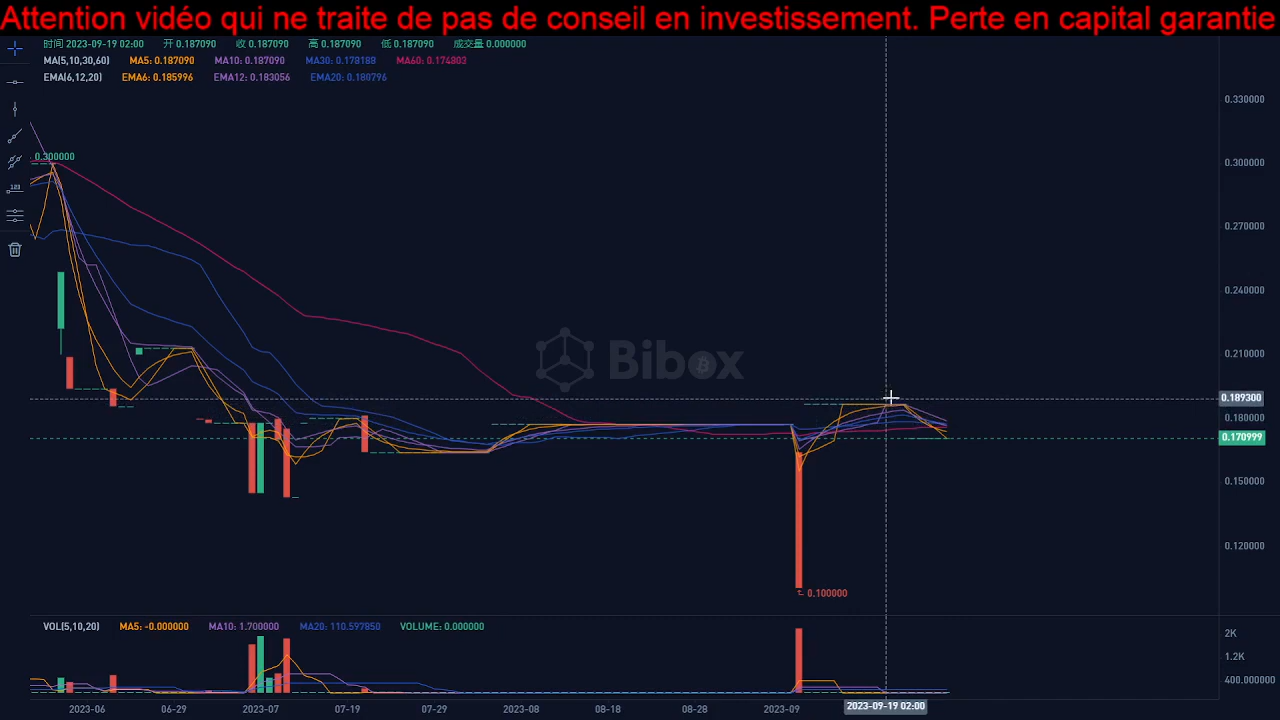 Attention vidéo qui ne traite de pas de conseil en investissement. Perte en capital garantie
时间 2023-09-19 02:00 开 0.187090 收 0.187090 高 0.187090 低 0.187090 成交量 0.000000
MA(5,10,30,60) MA5: 0.187090 MA10: 0.187090 MA30: 0.178188 MA60: 0.174803
EMA(6,12,20) EMA6: 0.185996 EMA12: 0.183056 EMA20: 0.180796
0.330000
0.300000
0.300000
123
0.270000
0.240000
0.210000
Bibox
0.189300
0.180000
0.170999
0.150000
0.120000
0.100000
VOL(5,10,20) MA5: -0.000000 MA10: 1.700000 MA20: 110.597850 VOLUME: 0.000000
2K
1.2K
400.000000
2023-06 06-29 2023-07 07-19 07-29 2023-08 08-18 08-28 2023-09 2023-09-19 02:00